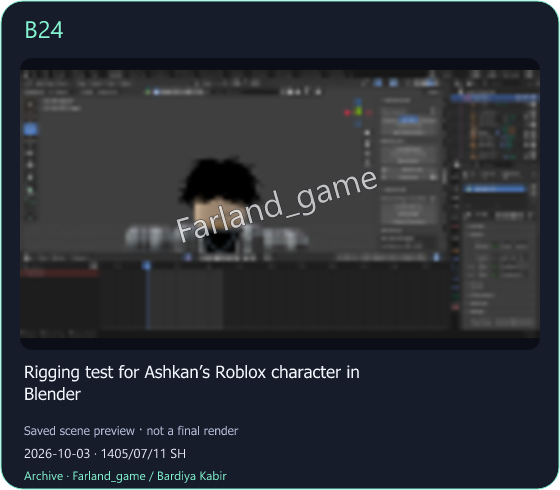 B24
Farland_game
Rigging test for Ashkan’s Roblox character in
Blender
Saved scene preview · not a final render
2026-10-03 · 1405/07/11 SH
Archive · Farland_game / Bardiya Kabir